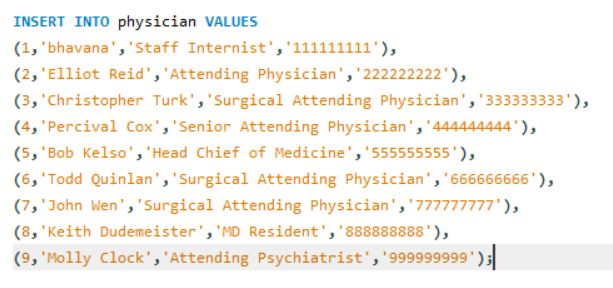 INSERT INTO physician VALUES
(1,'bhavana','Staff Internist','111111111'),
(2,'Elliot Reid','Attending Physician','222222222'),
(3,'Christopher Turk','Surgical Attending Physician','333333333'),
(4,'Percival Cox','Senior Attending Physician','444444444'),
(5,'Bob Kelso','Head Chief of Medicine','555555555'),
(6,'Todd Quinlan','Surgical Attending Physician','666666666'),
(7,'John Wen','Surgical Attending Physician','777777777'),
(8,'Keith Dudemeister','MD Resident','888888888'),
(9,'Molly Clock','Attending Psychiatrist','999999999');